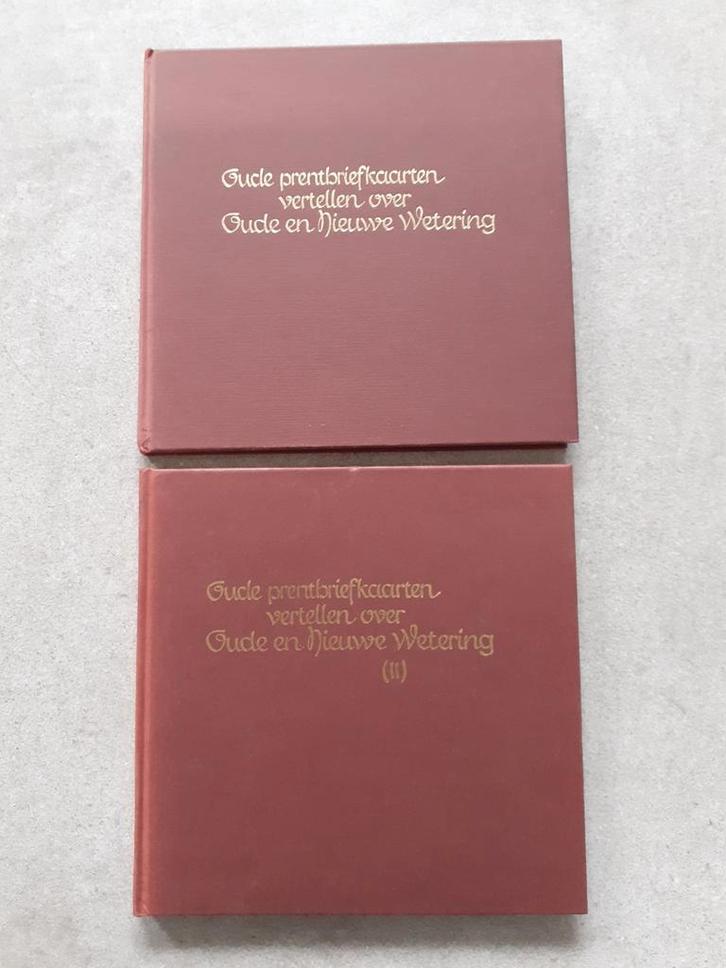 Oude prentbriefkaarten
vertellen over
Oude en Nieuwe Wetering
Oude prentbriefkaarten
vertellen over
Oude en Nieuwe Wetering
(II)